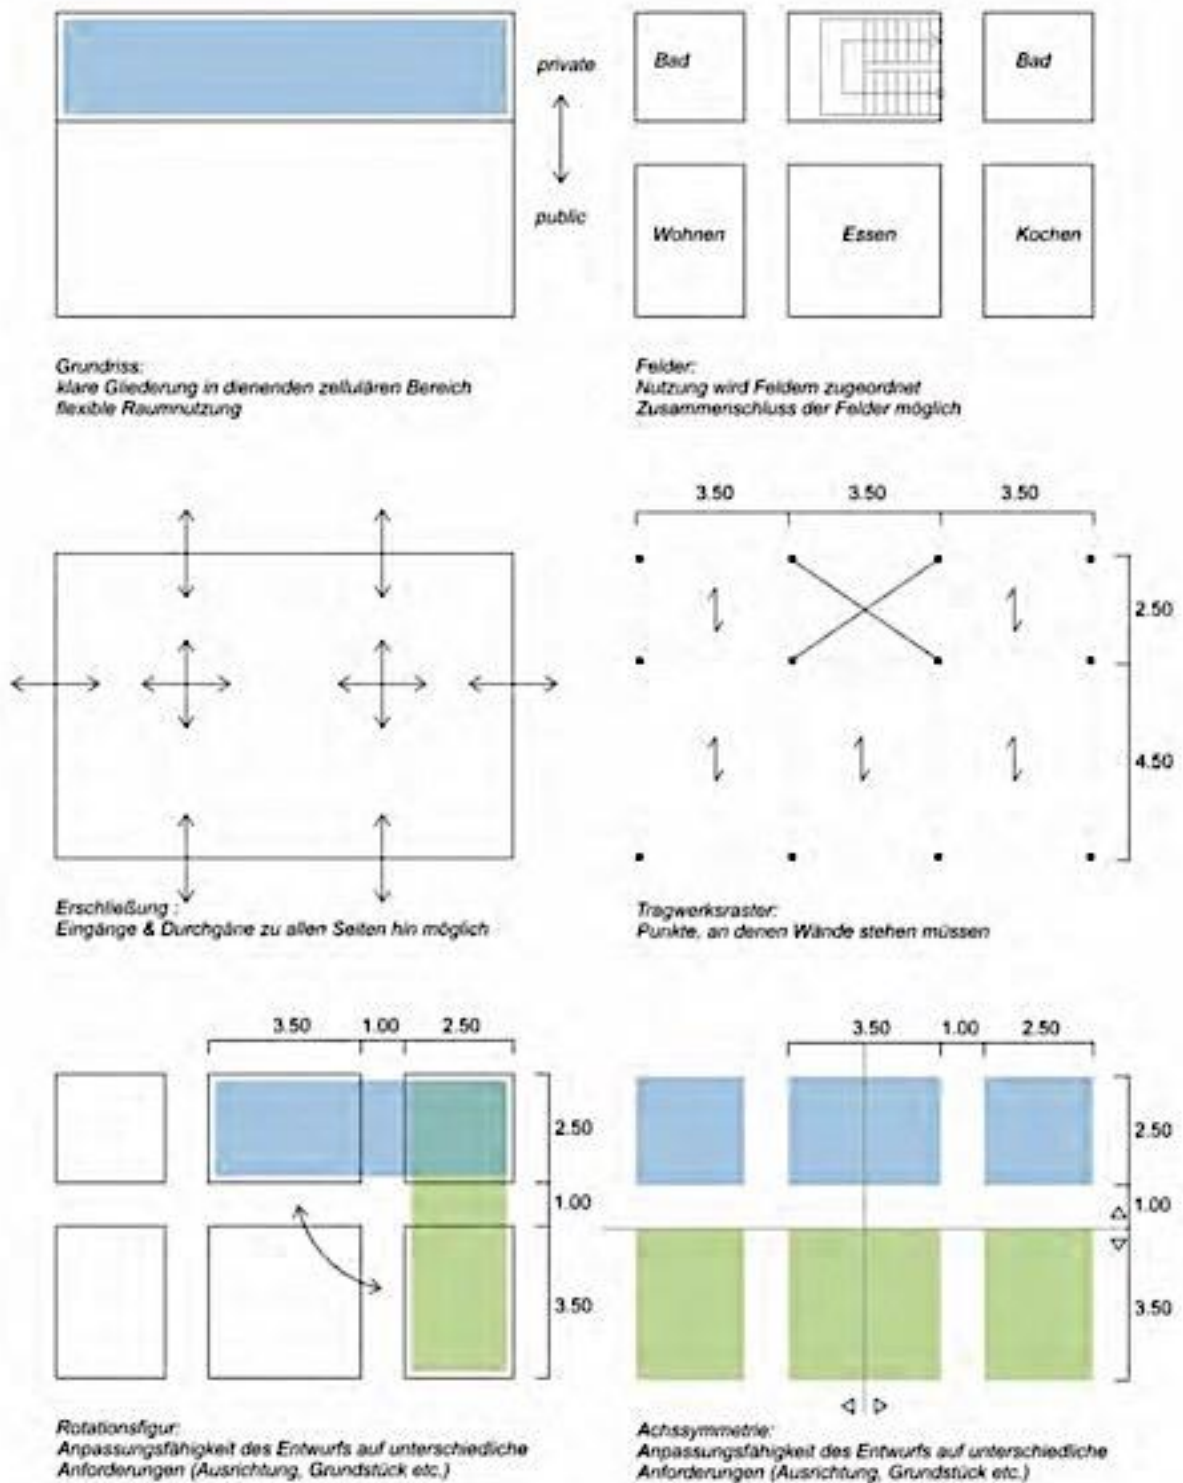 private
public
Bad
Bad
Wohnen
Essen
Kochen
Grundriss:
klare Gliederung in dienenden zellulären Bereich
flexible Raumnutzung
Felder:
Nutzung wird Feldern zugeordnet
Zusammenschluss der Felder möglich
3.50
3.50
3.50
2.50
4.50
Erschließung :
Eingänge & Durchgäne zu allen Seiten hin möglich
Tragwerksraster:
Punkte, an denen Wände stehen müssen
3.50
1.00
2.50
2.50
1.00
3.50
3.50
1.00
2.50
2.50
1.00
3.50
Rotationsfigur:
Anpassungsfähigkeit des Entwurfs auf unterschiedliche
Anforderungen (Ausrichtung, Grundstück etc.)
Achssymmetrie:
Anpassungsfähigkeit des Entwurfs auf unterschiedliche
Anforderungen (Ausrichtung, Grundstück etc.)